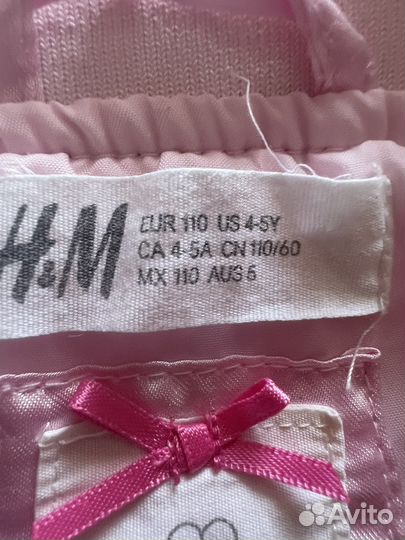 H&M
EUR 110 US 4-5Y
CA 4-5A CN 110/60
MX 110 AUS 5
Avito